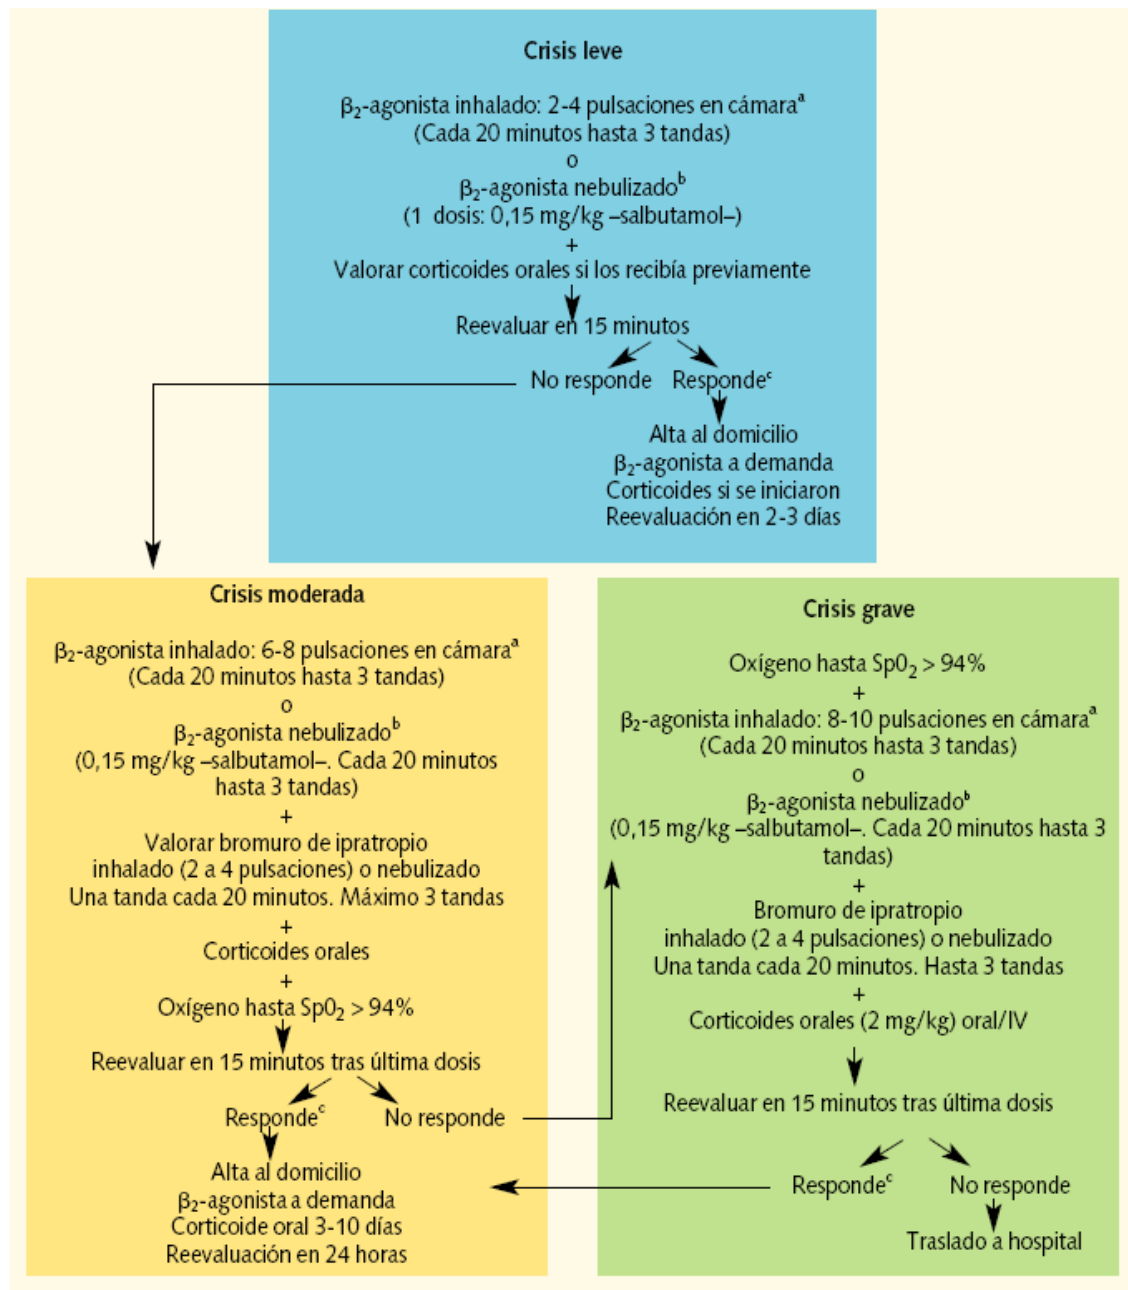 Crisis leve
β₂-agonista inhalado: 2-4 pulsaciones en cámaraᵃ
(Cada 20 minutos hasta 3 tandas)
o
β₂-agonista nebulizadoᵇ
(1 dosis: 0,15 mg/kg –salbutamol–)
+
Valorar corticoides orales si los recibía previamente
Reevaluar en 15 minutos
No responde Respondeᶜ
Alta al domicilio
β₂-agonista a demanda
Corticoides si se iniciaron
Reevaluación en 2-3 días
Crisis moderada
β₂-agonista inhalado: 6-8 pulsaciones en cámaraᵃ
(Cada 20 minutos hasta 3 tandas)
o
β₂-agonista nebulizadoᵇ
(0,15 mg/kg –salbutamol–. Cada 20 minutos
hasta 3 tandas)
+
Valorar bromuro de ipratropio
inhalado (2 a 4 pulsaciones) o nebulizado
Una tanda cada 20 minutos. Máximo 3 tandas
+
Corticoides orales
+
Oxígeno hasta Sp0₂ > 94%
Reevaluar en 15 minutos tras última dosis
Respondeᶜ No responde
Alta al domicilio
β₂-agonista a demanda
Corticoide oral 3-10 días
Reevaluación en 24 horas
Crisis grave
Oxígeno hasta Sp0₂ > 94%
+
β₂-agonista inhalado: 8-10 pulsaciones en cámaraᵃ
(Cada 20 minutos hasta 3 tandas)
o
β₂-agonista nebulizadoᵇ
(0,15 mg/kg –salbutamol–. Cada 20 minutos hasta 3
tandas)
+
Bromuro de ipratropio
inhalado (2 a 4 pulsaciones) o nebulizado
Una tanda cada 20 minutos. Hasta 3 tandas
+
Corticoides orales (2 mg/kg) oral/IV
Reevaluar en 15 minutos tras última dosis
Respondeᶜ No responde
Traslado a hospital